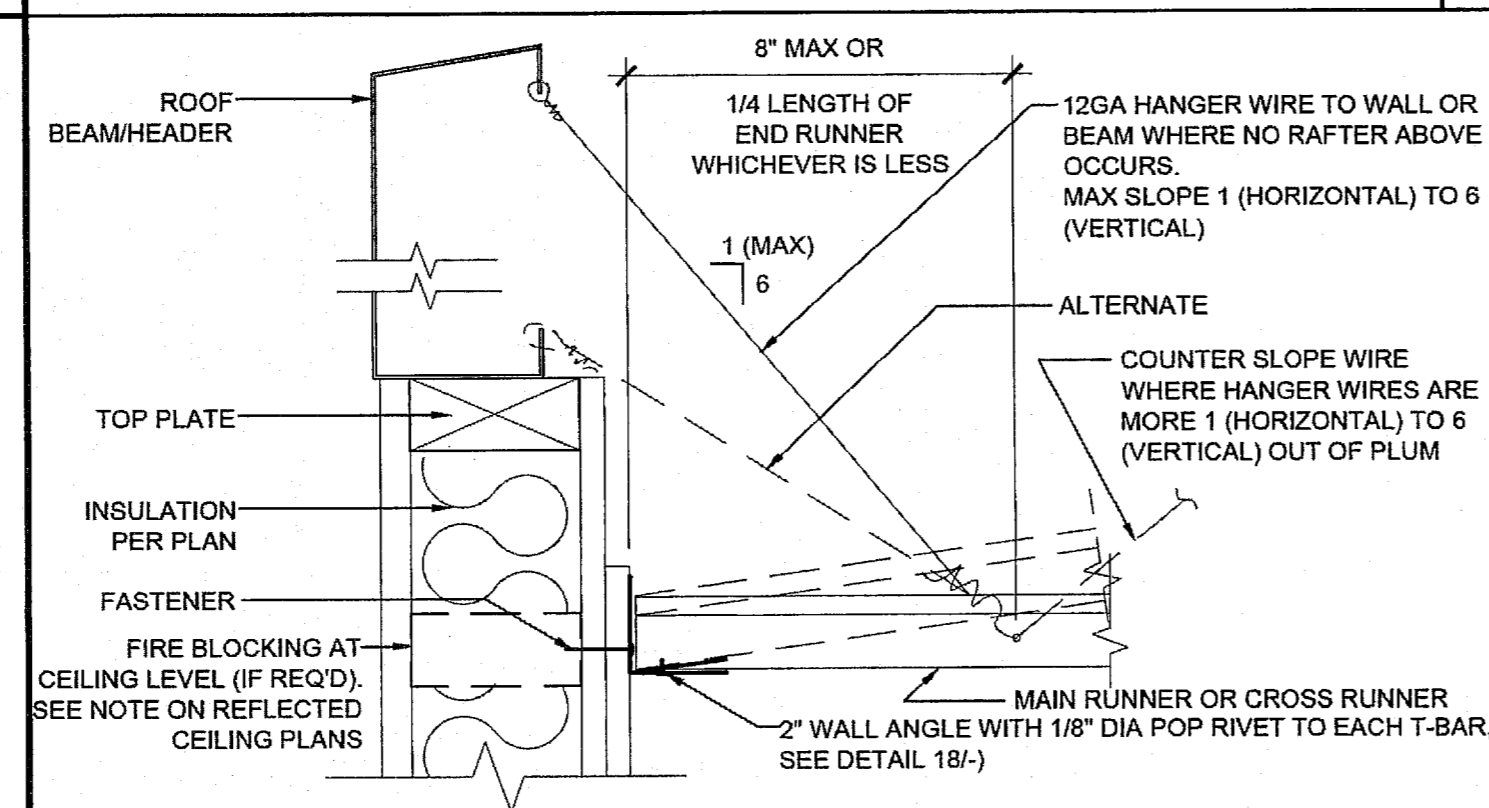 8" MAX OR
1/4 LENGTH OF
END RUNNER
WHICHEVER IS LESS
ROOF
BEAM/HEADER
12GA HANGER WIRE TO WALL OR
BEAM WHERE NO RAFTER ABOVE
OCCURS.
MAX SLOPE 1 (HORIZONTAL) TO 6
(VERTICAL)
1 (MAX)
6
ALTERNATE
COUNTER SLOPE WIRE
WHERE HANGER WIRES ARE
MORE 1 (HORIZONTAL) TO 6
(VERTICAL) OUT OF PLUM
TOP PLATE
INSULATION
PER PLAN
FASTENER
FIRE BLOCKING AT
CEILING LEVEL (IF REQ'D).
SEE NOTE ON REFLECTED
CEILING PLANS
MAIN RUNNER OR CROSS RUNNER
2" WALL ANGLE WITH 1/8" DIA POP RIVET TO EACH T-BAR,
SEE DETAIL 18/-)